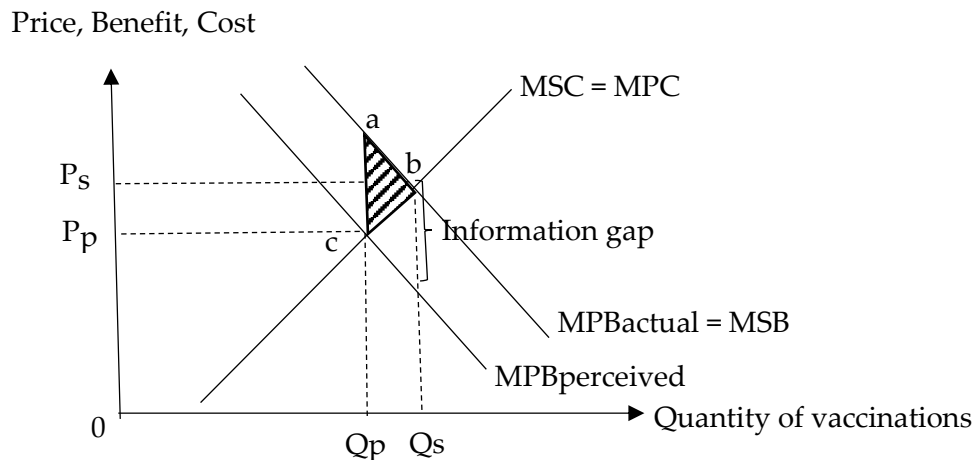 Price, Benefit, Cost
MSC = MPC
a
b
Ps
Pp
c
Information gap
MPBactual = MSB
MPBperceived
0
Quantity of vaccinations
Qp
Qs